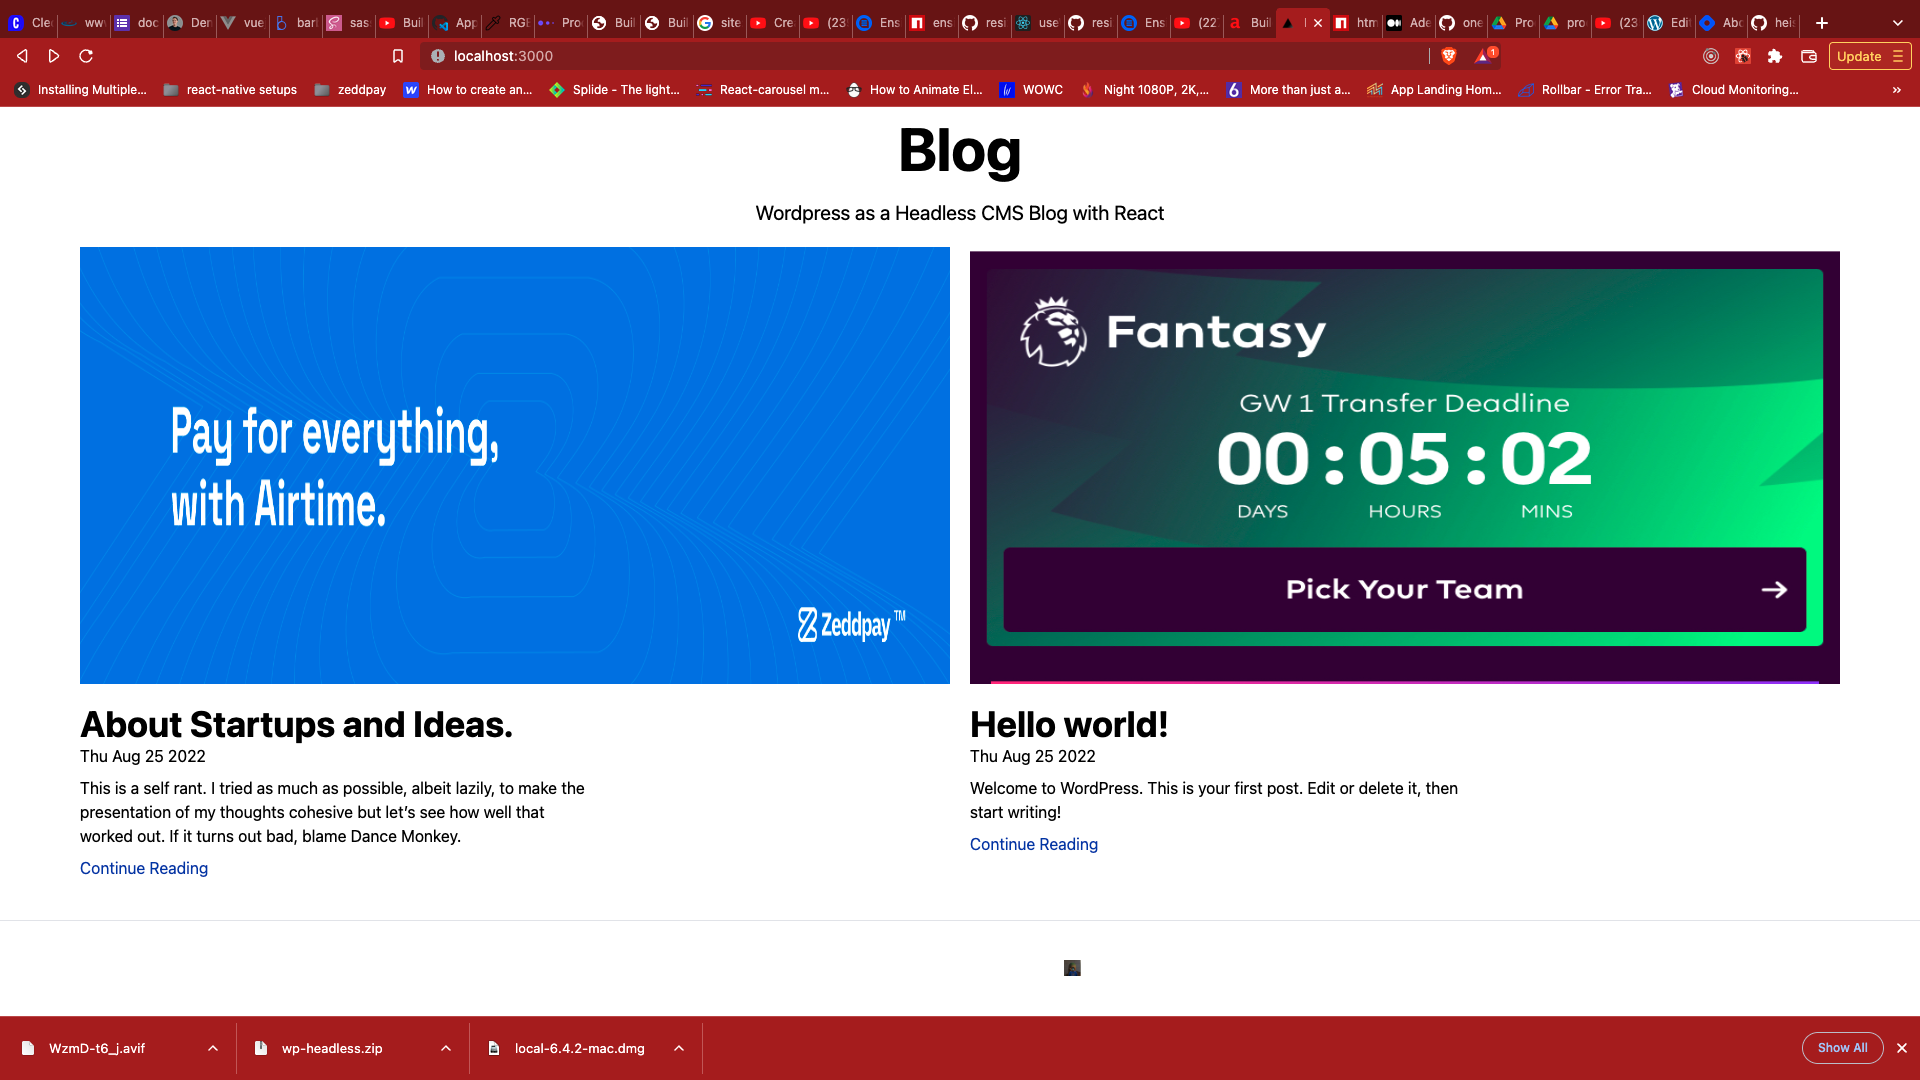 Cle
ww
doc
Der
vue
barl
sas
Buil
App
RGE
Pro
Buil
Buil
site
Cre
(23
Ens
ens
resi
use
resi
Ens
(22
Buil
htm
Ade
one
Pro
pro
(23
Edit
Abc
heis
localhost:3000
1
Update
Installing Multiple...
react-native setups
zeddpay
How to create an...
Splide - The light...
React-carousel m...
How to Animate El...
WOWC
Night 1080P, 2K,...
More than just a...
App Landing Hom...
Rollbar - Error Tra...
Cloud Monitoring...
Blog
Wordpress as a Headless CMS Blog with React
Pay for everything,
with Airtime.
Zeddpay™
Fantasy
GW 1 Transfer Deadline
00 : 05 : 02
DAYS HOURS MINS
Pick Your Team
About Startups and Ideas.
Thu Aug 25 2022
This is a self rant. I tried as much as possible, albeit lazily, to make the
presentation of my thoughts cohesive but let’s see how well that
worked out. If it turns out bad, blame Dance Monkey.
Continue Reading
Hello world!
Thu Aug 25 2022
Welcome to WordPress. This is your first post. Edit or delete it, then
start writing!
Continue Reading
WzmD-t6_j.avif
wp-headless.zip
local-6.4.2-mac.dmg
Show All